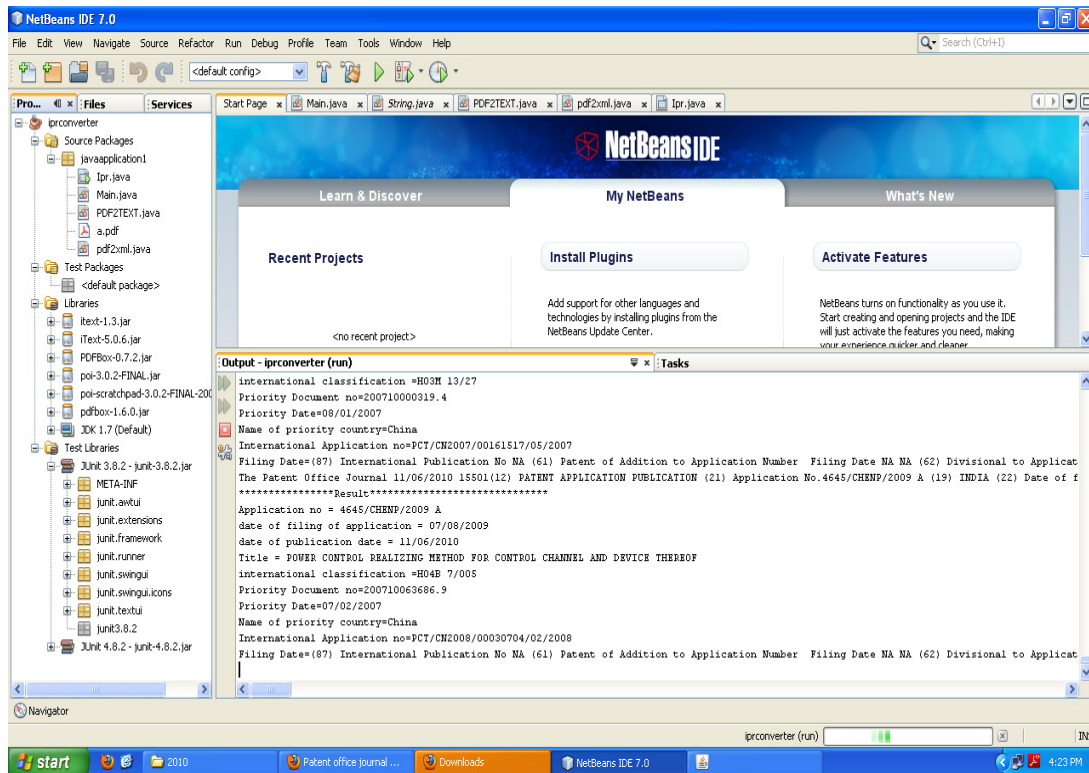 NetBeans IDE 7.0
File Edit View Navigate Source Refactor Run Debug Profile Team Tools Window Help
Search (Ctrl+I)
<default config>
Pro... Files Services
iprconverter
Source Packages
javaapplication1
Ipr.java
Main.java
PDF2TEXT.java
a.pdf
pdf2xml.java
Test Packages
<default package>
Libraries
itext-1.3.jar
iText-5.0.6.jar
PDFBox-0.7.2.jar
poi-3.0.2-FINAL.jar
poi-scratchpad-3.0.2-FINAL-200
pdfbox-1.6.0.jar
JDK 1.7 (Default)
Test Libraries
JUnit 3.8.2 - junit-3.8.2.jar
META-INF
junit.awtui
junit.extensions
junit.framework
junit.runner
junit.swingui
junit.swingui.icons
junit.textui
junit3.8.2
JUnit 4.8.2 - junit-4.8.2.jar
Navigator
Start Page Main.java String.java PDF2TEXT.java pdf2xml.java Ipr.java
NetBeans IDE
Learn & Discover My NetBeans What's New
Recent Projects
<no recent project>
Install Plugins
Add support for other languages and
technologies by installing plugins from the
NetBeans Update Center.
Activate Features
NetBeans turns on functionality as you use it.
Start creating and opening projects and the IDE
will just activate the features you need, making
your experience quicker and cleaner.
Output - iprconverter (run) Tasks
international classification =H03M 13/27
Priority Document no=200710000319.4
Priority Date=08/01/2007
Name of priority country=China
International Application no=PCT/CN2007/00161517/05/2007
Filing Date=(87) International Publication No NA (61) Patent of Addition to Application Number Filing Date NA NA (62) Divisional to Applicat
The Patent Office Journal 11/06/2010 15501(12) PATENT APPLICATION PUBLICATION (21) Application No.4645/CHENP/2009 A (19) INDIA (22) Date of f
****************Result*******************************
Application no = 4645/CHENP/2009 A
date of filing of application = 07/08/2009
date of publication date = 11/06/2010
Title = POWER CONTROL REALIZING METHOD FOR CONTROL CHANNEL AND DEVICE THEREOF
international classification =H04B 7/005
Priority Document no=200710063686.9
Priority Date=07/02/2007
Name of priority country=China
International Application no=PCT/CN2008/00030704/02/2008
Filing Date=(87) International Publication No NA (61) Patent of Addition to Application Number Filing Date NA NA (62) Divisional to Applicat
iprconverter (run)
IN
start 2010 Patent office journal ... Downloads NetBeans IDE 7.0 4:23 PM